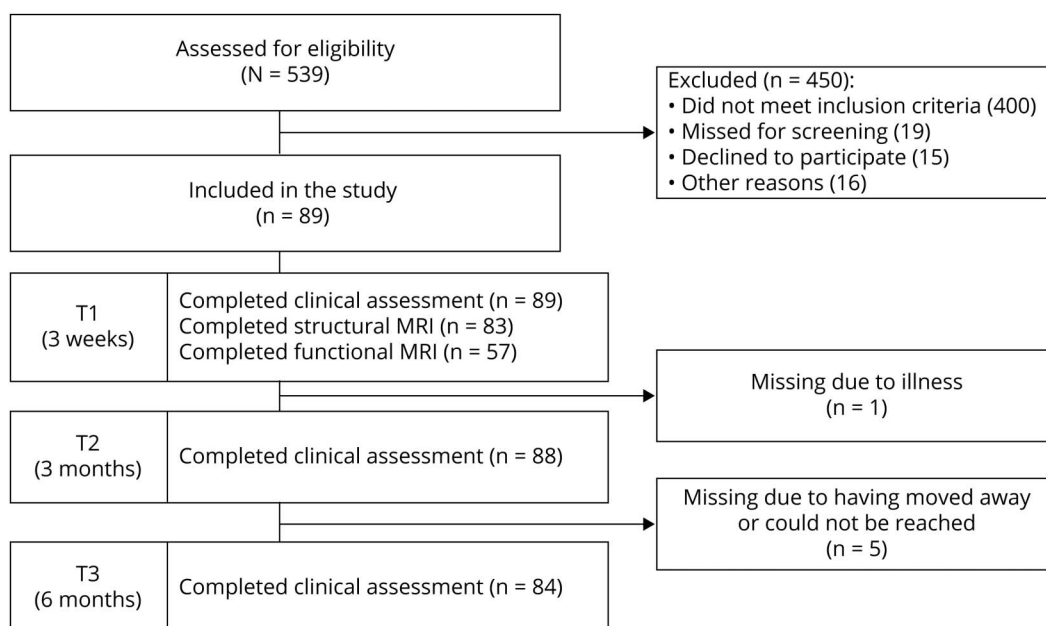 Assessed for eligibility
(N = 539)
Excluded (n = 450):
• Did not meet inclusion criteria (400)
• Missed for screening (19)
• Declined to participate (15)
• Other reasons (16)
Included in the study
(n = 89)
T1
(3 weeks)
Completed clinical assessment (n = 89)
Completed structural MRI (n = 83)
Completed functional MRI (n = 57)
Missing due to illness
(n = 1)
T2
(3 months)
Completed clinical assessment (n = 88)
Missing due to having moved away
or could not be reached
(n = 5)
T3
(6 months)
Completed clinical assessment (n = 84)